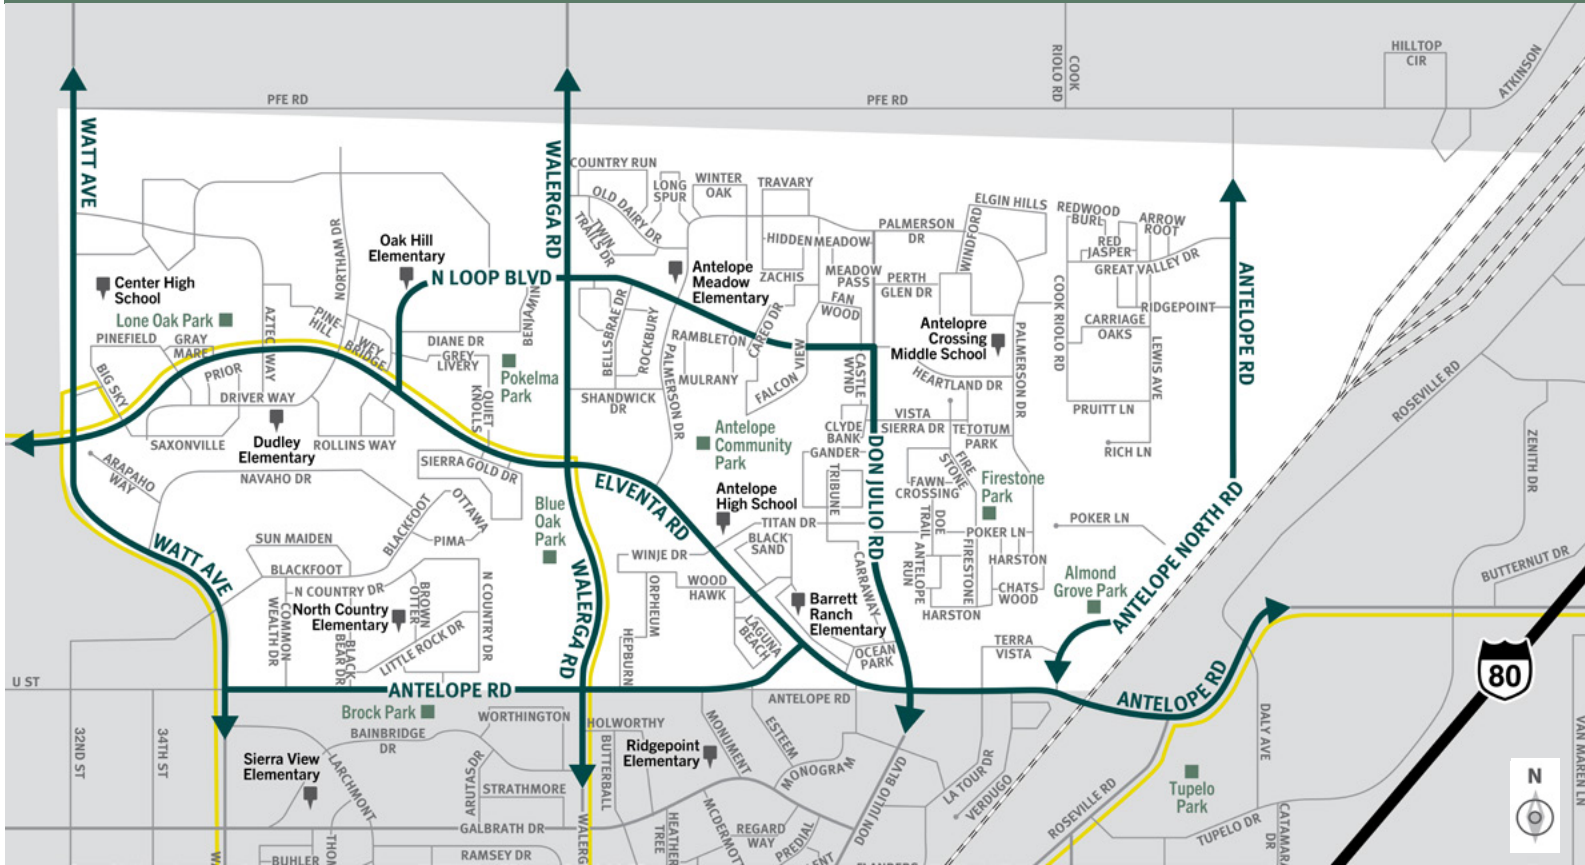 HILLTOP
CIR
ATKINSON
COOK
RIOLO RD
PFE RD
PFE RD
WATT AVE
WALERGA RD
COUNTRY RUN
LONG
SPUR
WINTER
OAK
TRAVARY
OLD DAIRY DR
TWIN
TRAILS DR
ELGIN HILLS
REDWOOD
BURL
ARROW
ROOT
RED
JASPER
GREAT VALLEY DR
PALMERSON
DR
WINDFORD
HIDDEN MEADOW
NORTHAM DR
Oak Hill
Elementary
N LOOP BLVD
Antelope
Meadow
Elementary
ZACHIS
MEADOW
PASS
PERTH
GLEN DR
FAN
WOOD
COOK RIOLO RD
RIDGEPOINT
CARRIAGE
OAKS
ANTELOPE RD
Center High
School
Lone Oak Park
PINEFIELD
GRAY
MARE
AZTEC WAY
PINE-
HILL
WEY
BRIDGE
PRIOR
BIG SKY
DRIVER WAY
DIANE DR
GREY
LIVERY
BENJAMIN
Pokelma
Park
QUIET
KNOLLS
BELLSBRAE DR
ROCKBURY
RAMBLETON
CAREO DR
MULRANY
FALCON VIEW
SHANDWICK
DR
PALMERSON DR
CASTLE
WYND
Antelopre
Crossing
Middle School
HEARTLAND DR
PALMERSON DR
LEWIS AVE
PRUITT LN
RICH LN
ROSEVILLE RD
ZENITH DR
SAXONVILLE
Dudley
Elementary
ROLLINS WAY
ARAPAHO
WAY
NAVAHO DR
SIERRA GOLD DR
Antelope
Community
Park
CLYDE
BANK
GANDER
VISTA
SIERRA DR
TETOTUM
PARK
DON JULIO RD
TRIBUNE
FIRE
STONE
FAWN
CROSSING
Firestone
Park
ELVENTA RD
Antelope
High School
Blue
Oak
Park
BLACKFOOT
OTTAWA
PIMA
SUN MAIDEN
BLACKFOOT
WATT AVE
TITAN DR
BLACK
SAND
WINJE DR
DOE
TRAIL
POKER LN
POKER LN
HARSTON
ANTELOPE
RUN
FIRESTONE
CHATS
WOOD
HARSTON
ANTELOPE NORTH RD
Almond
Grove Park
BUTTERNUT DR
N COUNTRY DR
COMMON
WEALTH DR
North Country
Elementary
BROWN
OTTER
BLACK
BEAR DR
LITTLE ROCK DR
N COUNTRY DR
WALERGA RD
WOOD
HAWK
ORPHEUM
HEPBURN
LAGUNA
BEACH
Barrett
Ranch
Elementary
CARRAWAY
OCEAN
PARK
TERRA
VISTA
80
U ST
ANTELOPE RD
ANTELOPE RD
ANTELOPE RD
Brock Park
32ND ST
34TH ST
BAINBRIDGE
DR
WORTHINGTON
HOLWORTHY
Ridgepoint
Elementary
MONUMENT
ESTEEM
MONOGRAM
DON JULIO BLVD
LA TOUR DR
VERDUGO
DALY AVE
VAN MAREN LN
Sierra View
Elementary
LARCHMONT
ARUTAS DR
STRATHMORE
BUTTERBALL
GALBRATH DR
RAMSEY DR
BUHLER
THOM
WALERG
W
HEATHER
TREE
MCDERMOTT
REGARD
WAY
PREDIAL
LENT
FLANDERS
ROSEVILLE RD
Tupelo
Park
TUPELO DR
CATAMAR
DR
N